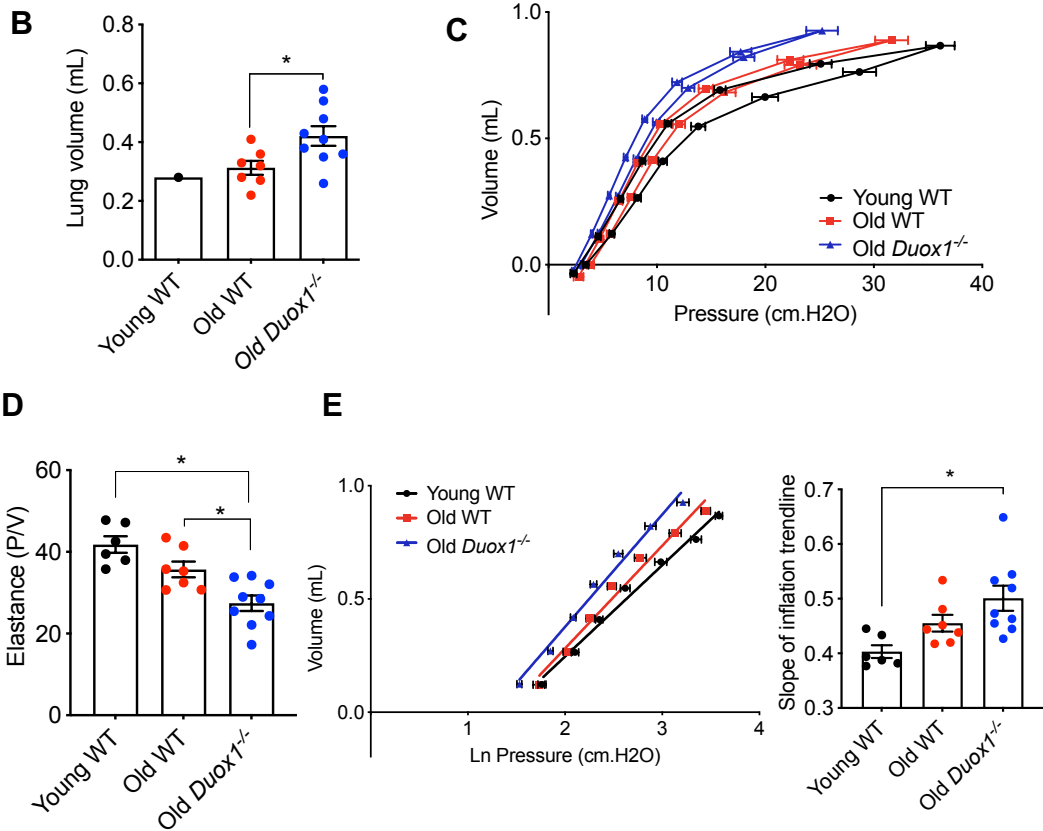 B
Lung volume (mL)
0.8
0.6
0.4
0.2
0.0
*
Young WT
Old WT
Old Duox1-/-
C
Volume (mL)
1.0
0.5
0.0
10
20
30
40
Pressure (cm.H2O)
Young WT
Old WT
Old Duox1-/-
D
Elastance (P/V)
60
40
20
0
*
*
Young WT
Old WT
Old Duox1-/-
E
Volume (mL)
1.0
0.5
0.0
1
2
3
4
Ln Pressure (cm.H2O)
Young WT
Old WT
Old Duox1-/-
Slope of inflation trendline
0.7
0.6
0.5
0.4
0.3
*
Young WT
Old WT
Old Duox1-/-